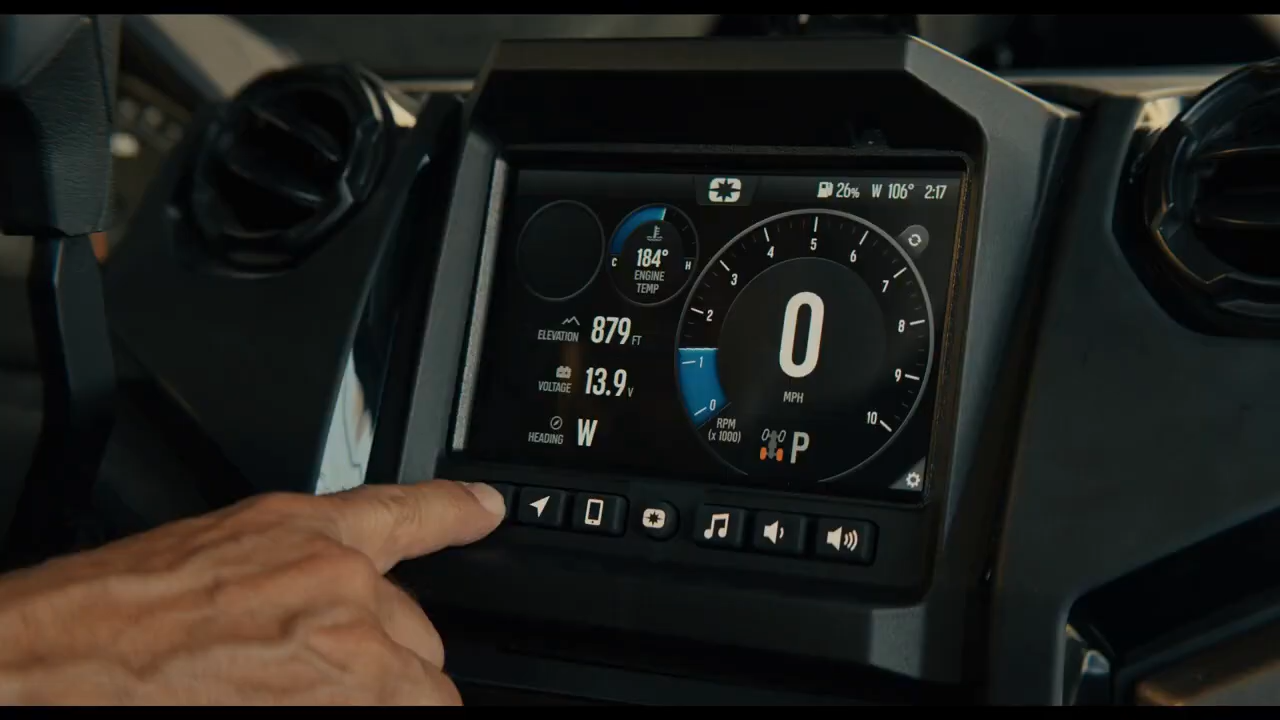 26% W 106° 2:17
C 184° H
ENGINE
TEMP
ELEVATION 879 FT
VOLTAGE 13.9 V
HEADING W
0 1 2 3 4 5 6 7 8 9 10
0
MPH
RPM
(x 1000)
P